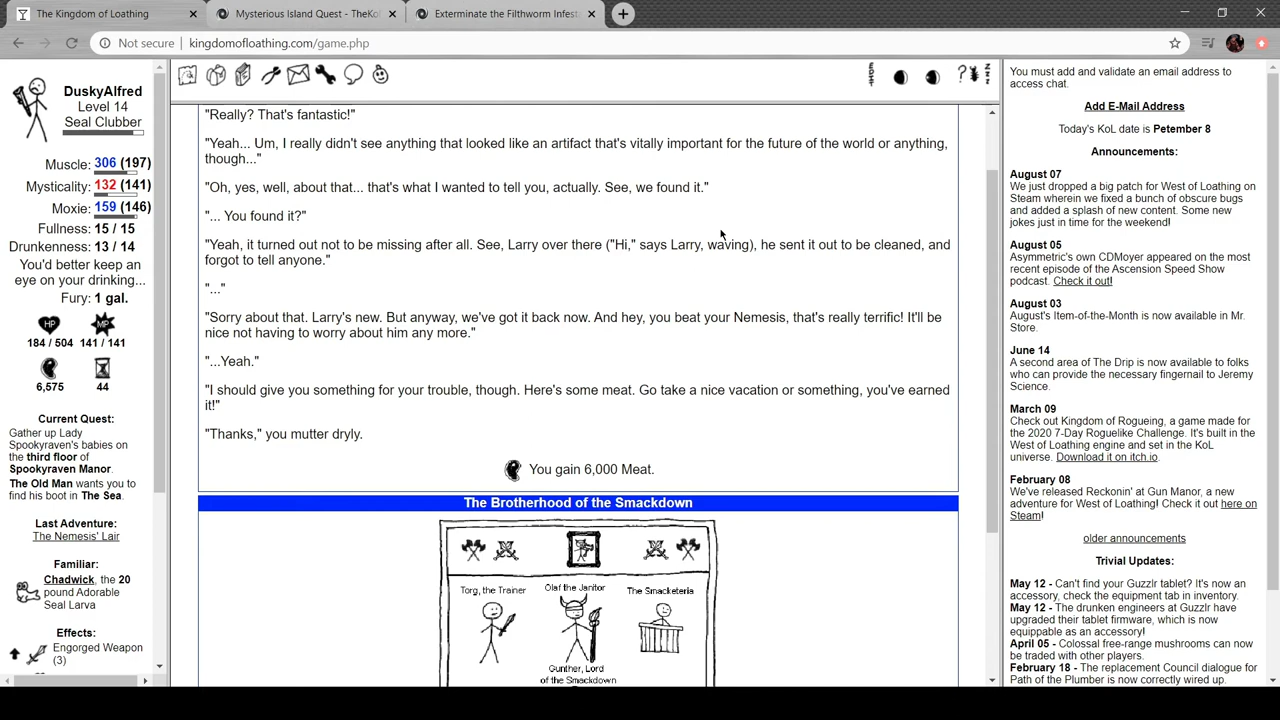 The Kingdom of Loathing
Mysterious Island Quest - TheKol
Exterminate the Filthworm Infest
Not secure
kingdomofloathing.com/game.php
DuskyAlfred
Level 14
Seal Clubber
Muscle: 306 (197)
Mysticality: 132 (141)
Moxie: 159 (146)
Fullness: 15 / 15
Drunkenness: 13 / 14
You'd better keep an
eye on your drinking...
Fury: 1 gal.
HP
MP
184 / 504
141 / 141
6,575
44
Current Quest:
Gather up Lady
Spookyraven's babies on
the third floor of
Spookyraven Manor.
The Old Man wants you to
find his boot in The Sea.
Last Adventure:
The Nemesis' Lair
Familiar:
Chadwick, the 20
pound Adorable
Seal Larva
Effects:
Engorged Weapon
(3)
"Really? That's fantastic!"
"Yeah... Um, I really didn't see anything that looked like an artifact that's vitally important for the future of the world or anything,
though..."
"Oh, yes, well, about that... that's what I wanted to tell you, actually. See, we found it."
"... You found it?"
"Yeah, it turned out not to be missing after all. See, Larry over there ("Hi," says Larry, waving), he sent it out to be cleaned, and
forgot to tell anyone."
"..."
"Sorry about that. Larry's new. But anyway, we've got it back now. And hey, you beat your Nemesis, that's really terrific! It'll be
nice not having to worry about him any more."
"...Yeah."
"I should give you something for your trouble, though. Here's some meat. Go take a nice vacation or something, you've earned
it!"
"Thanks," you mutter dryly.
You gain 6,000 Meat.
The Brotherhood of the Smackdown
Torg, the Trainer
Olaf the Janitor
The Smacketeria
Gunther, Lord
of the Smackdown
You must add and validate an email address to
access chat.
Add E-Mail Address
Today's KoL date is Petember 8
Announcements:
August 07
We just dropped a big patch for West of Loathing on
Steam wherein we fixed a bunch of obscure bugs
and added a splash of new content. Some new
jokes just in time for the weekend!
August 05
Asymmetric's own CDMoyer appeared on the most
recent episode of the Ascension Speed Show
podcast. Check it out!
August 03
August's Item-of-the-Month is now available in Mr.
Store.
June 14
A second area of The Drip is now available to folks
who can provide the necessary fingernail to Jeremy
Science.
March 09
Check out Kingdom of Rogueing, a game made for
the 2020 7-Day Roguelike Challenge. It's built in the
West of Loathing engine and set in the KoL
universe. Download it on itch io.
February 08
We've released Reckonin' at Gun Manor, a new
adventure for West of Loathing! Check it out here on
Steam!
older announcements
Trivial Updates:
May 12 - Can't find your Guzzlr tablet? It's now an
accessory, check the equipment tab in inventory.
May 12 - The drunken engineers at Guzzlr have
upgraded their tablet firmware, which is now
equippable as an accessory!
April 05 - Colossal free-range mushrooms can now
be traded with other players.
February 18 - The replacement Council dialogue for
Path of the Plumber is now correctly wired up.